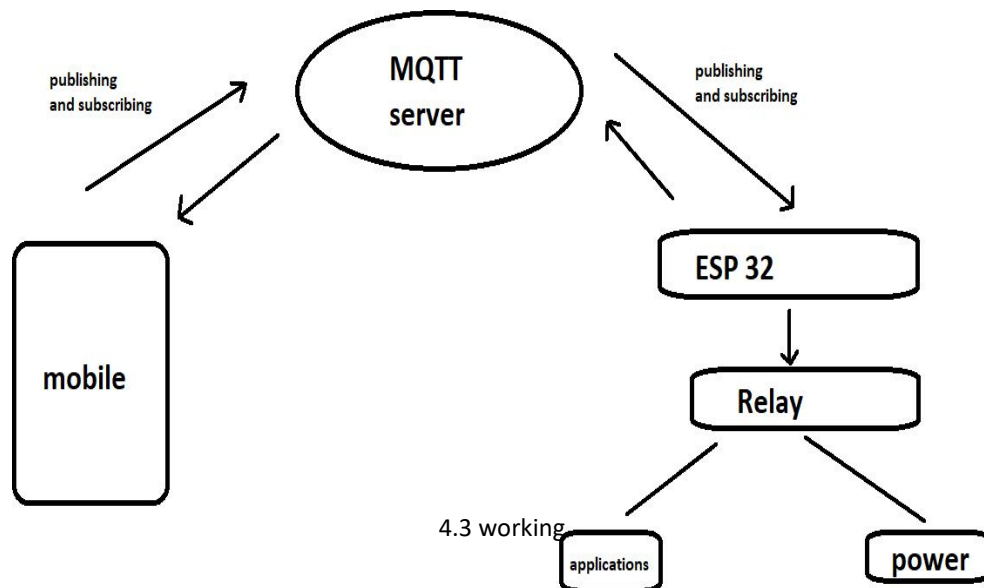 MQTT
server
publishing
and subscribing
publishing
and subscribing
ESP 32
mobile
Relay
4.3 working
applications
power